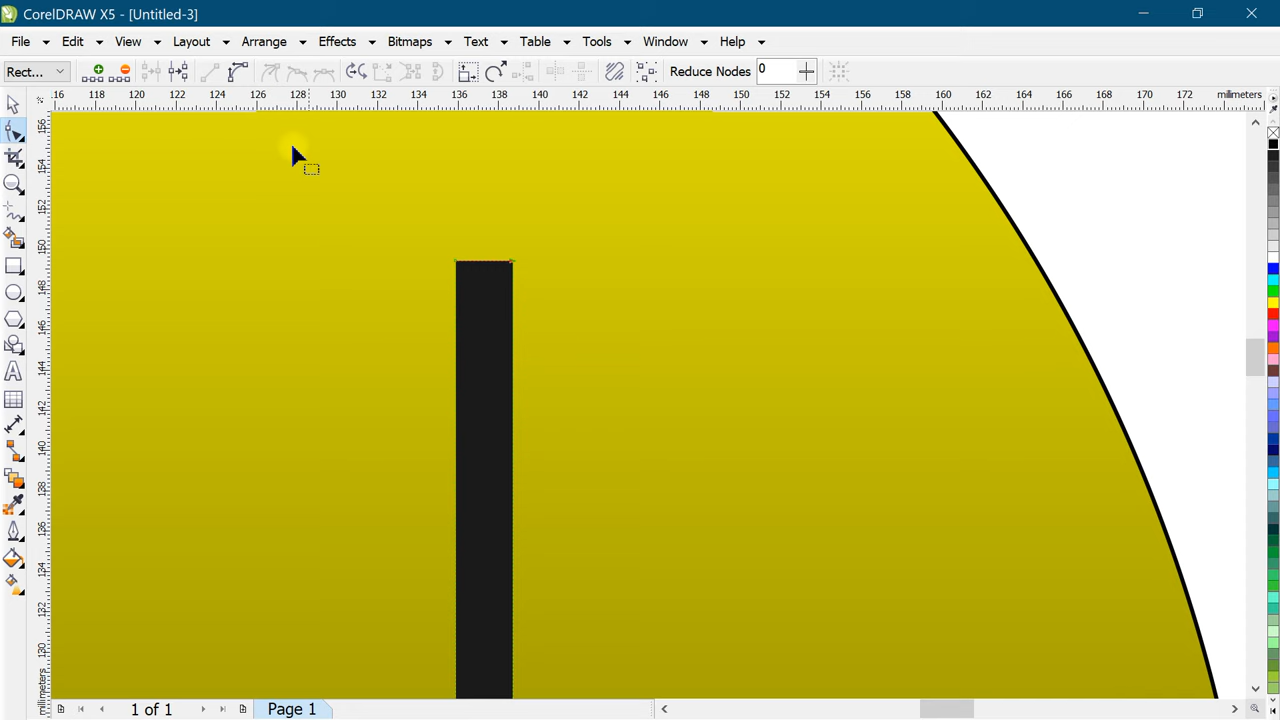 CorelDRAW X5 - [Untitled-3]
File Edit View Layout Arrange Effects Bitmaps Text Table Tools Window Help
Rect... Reduce Nodes 0
16 118 120 122 124 126 128 130 132 134 136 138 140 142 144 146 148 150 152 154 156 158 160 162 164 166 168 170 172 millimeters
156
154
152
150
148
146
144
142
140
138
136
134
132
130
millimeters
1 of 1 Page 1